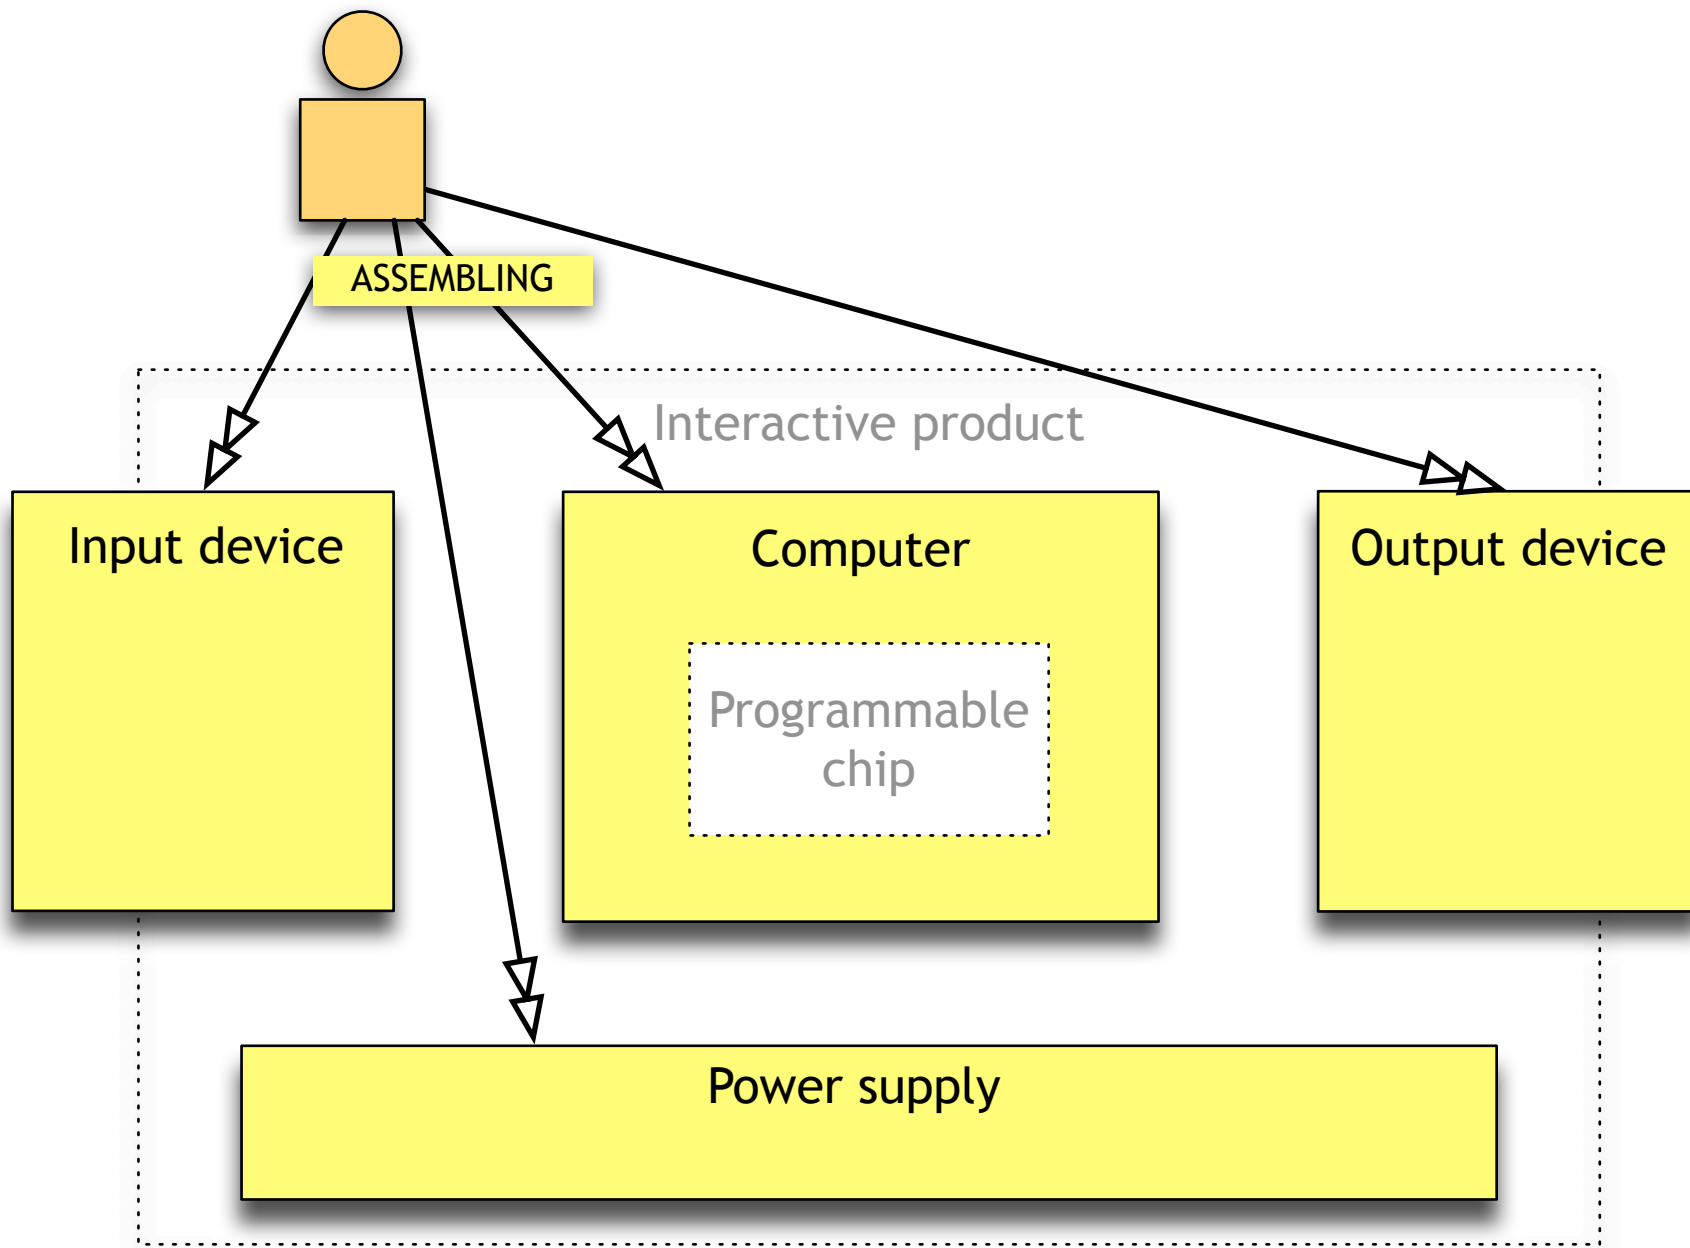 ASSEMBLING
Interactive product
Input device
Computer
Output device
Programmable
chip
Power supply